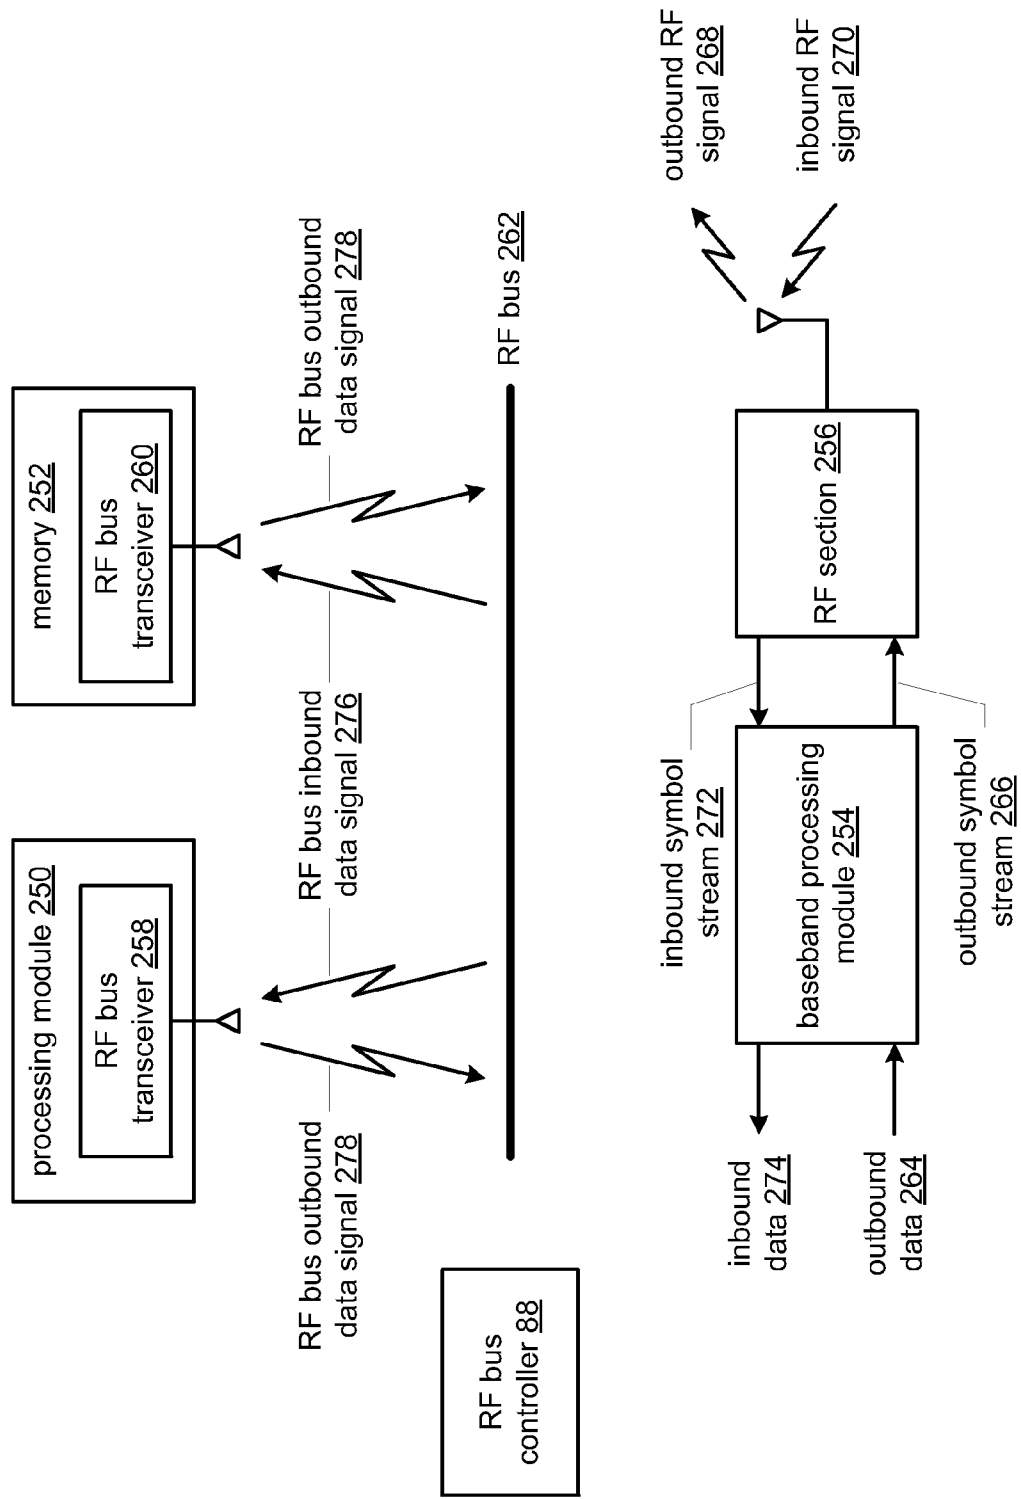 processing module 250
RF bus
transceiver 258
memory 252
RF bus
transceiver 260
RF bus outbound
data signal 278
RF bus inbound
data signal 276
RF bus outbound
data signal 278
RF bus
controller 88
RF bus 262
inbound symbol
stream 272
outbound RF
signal 268
inbound
data 274
baseband processing
module 254
RF section 256
inbound RF
signal 270
outbound
data 264
outbound symbol
stream 266